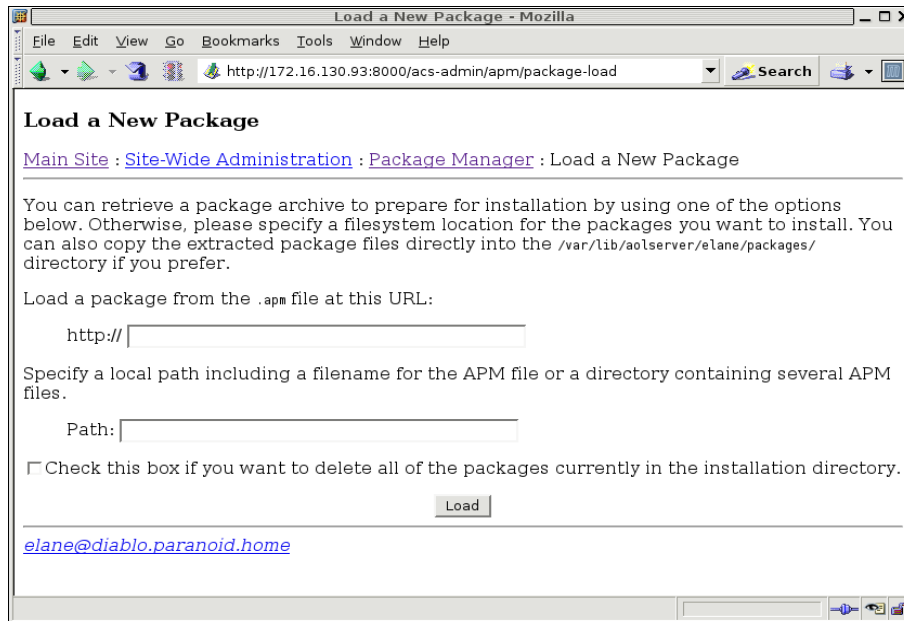 Load a New Package - Mozilla
File Edit View Go Bookmarks Tools Window Help
http://172.16.130.93:8000/acs-admin/apm/package-load Search
Load a New Package
Main Site : Site-Wide Administration : Package Manager : Load a New Package
You can retrieve a package archive to prepare for installation by using one of the options
below. Otherwise, please specify a filesystem location for the packages you want to install. You
can also copy the extracted package files directly into the /var/lib/aolserver/elane/packages/
directory if you prefer.
Load a package from the .apm file at this URL:
http://
Specify a local path including a filename for the APM file or a directory containing several APM
files.
Path:
Check this box if you want to delete all of the packages currently in the installation directory.
Load
elane@diablo.paranoid.home